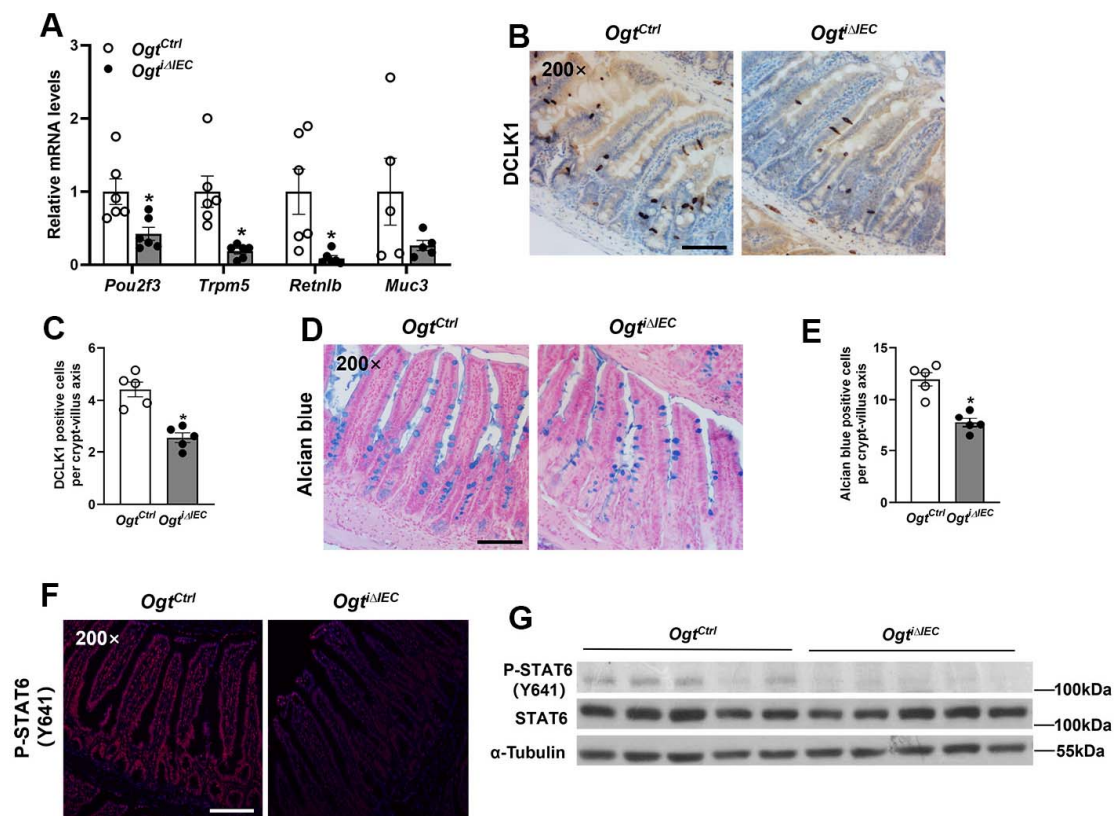 A
Ogt^Ctrl
Ogt^iΔIEC
Relative mRNA levels
3
2
1
0
*
*
*
Pou2f3 Trpm5 Retnlb Muc3
B
Ogt^Ctrl Ogt^iΔIEC
200×
DCLK1
C
DCLK1 positive cells
per crypt-villus axis
6
4
2
0
*
Ogt^Ctrl Ogt^iΔIEC
D
Ogt^Ctrl Ogt^iΔIEC
200×
Alcian blue
E
Alcian blue positive cells
per crypt-villus axis
15
10
5
0
*
Ogt^Ctrl Ogt^iΔIEC
F
Ogt^Ctrl Ogt^iΔIEC
200×
P-STAT6
(Y641)
G
Ogt^Ctrl Ogt^iΔIEC
P-STAT6
(Y641)
100kDa
STAT6
100kDa
α-Tubulin
55kDa